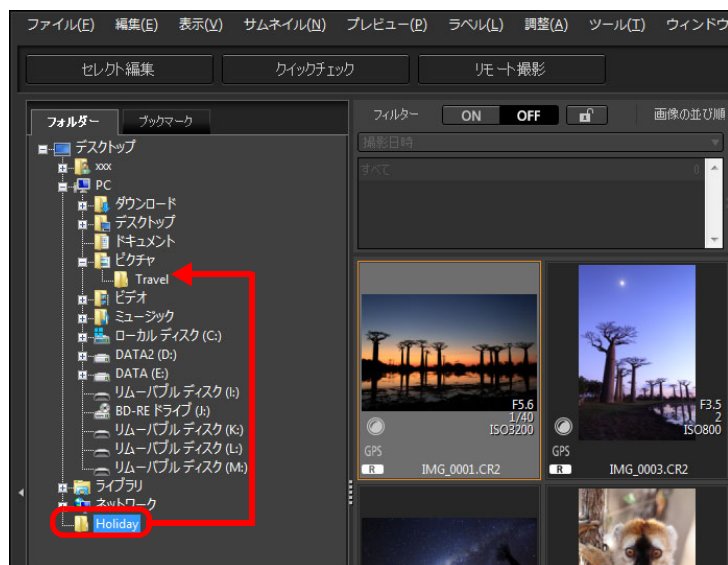 ファイル(F) 編集(E) 表示(V) サムネイル(N) プレビュー(P) ラベル(L) 調整(A) ツール(T) ウィンドウ
セレクト編集 クイックチェック リモート撮影
フォルダー ブックマーク
フィルター ON OFF 画像の並び順
撮影日時
すべて 0
デスクトップ
xxx
PC
ダウンロード
デスクトップ
ドキュメント
ピクチャ
Travel
ビデオ
ミュージック
ローカル ディスク (C:)
DATA2 (D:)
DATA (E:)
リムーバブル ディスク (I:)
BD-RE ドライブ (J:)
リムーバブル ディスク (K:)
リムーバブル ディスク (L:)
リムーバブル ディスク (M:)
ライブラリ
ネットワーク
Holiday
F5.6
1/40
ISO3200
GPS
R IMG_0001.CR2
F3.5
2
ISO800
GPS
R IMG_0003.CR2